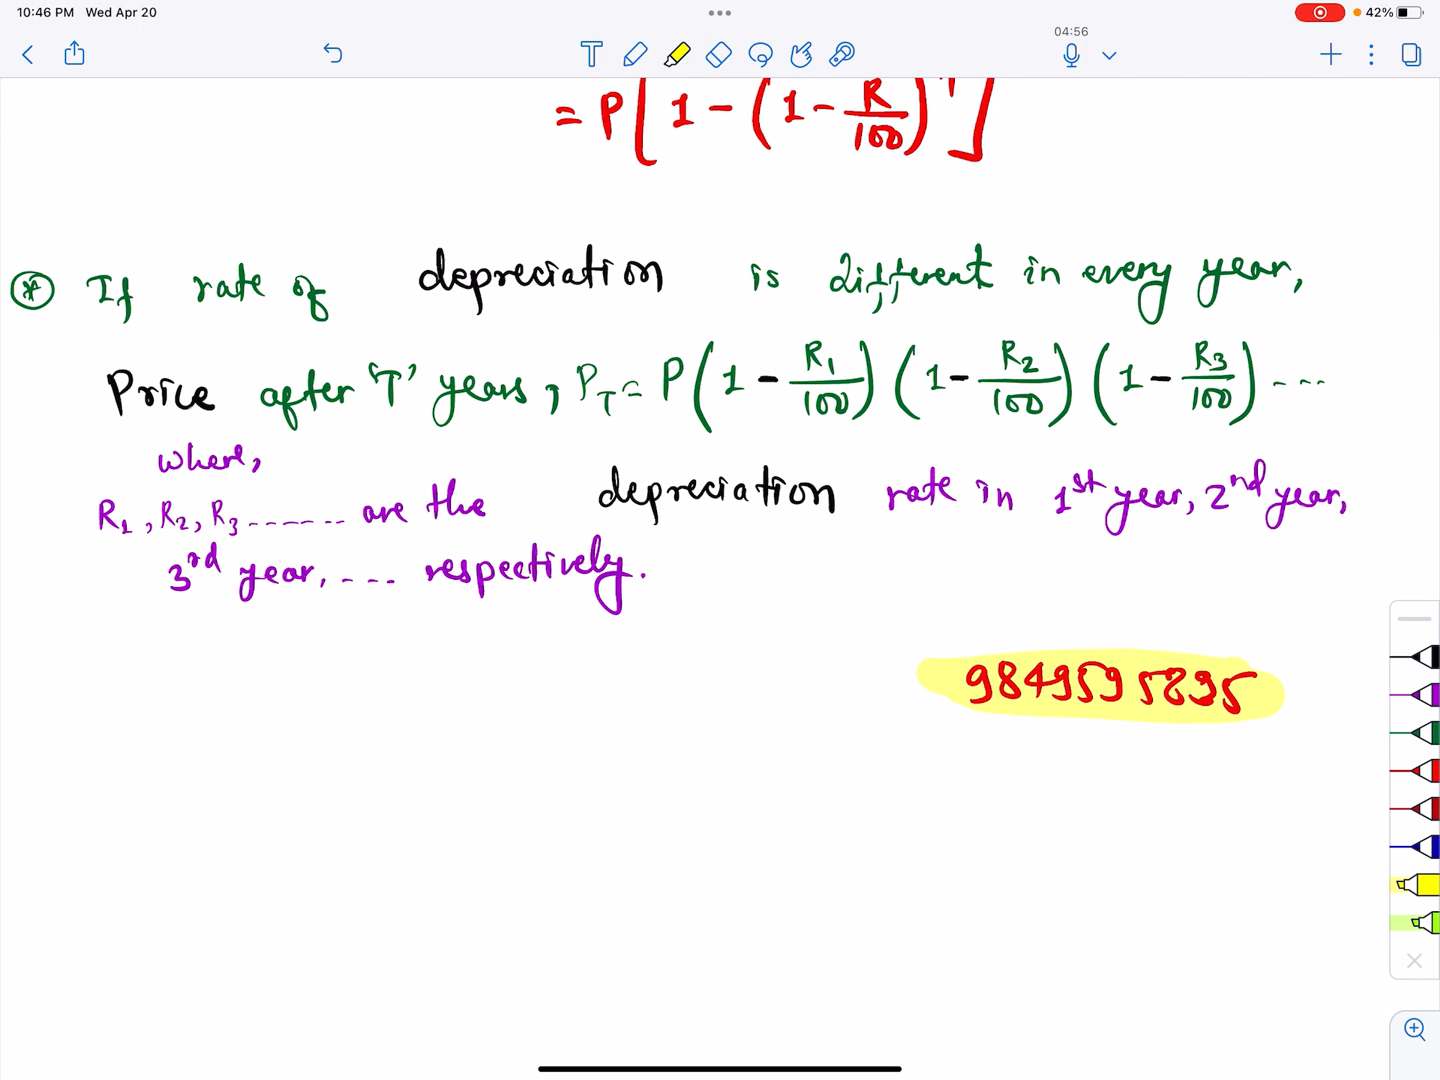 10:46 PM Wed Apr 20
42%
04:56
= P[1 - (1 - R/100)^T]
* If rate of depreciation is different in every year,
Price after 'T' years, P_T = P(1 - R₁/100)(1 - R₂/100)(1 - R₃/100) ...
where,
R₁, R₂, R₃ ------- are the depreciation rate in 1st year, 2nd year,
3rd year, .... respectively.
9849595895